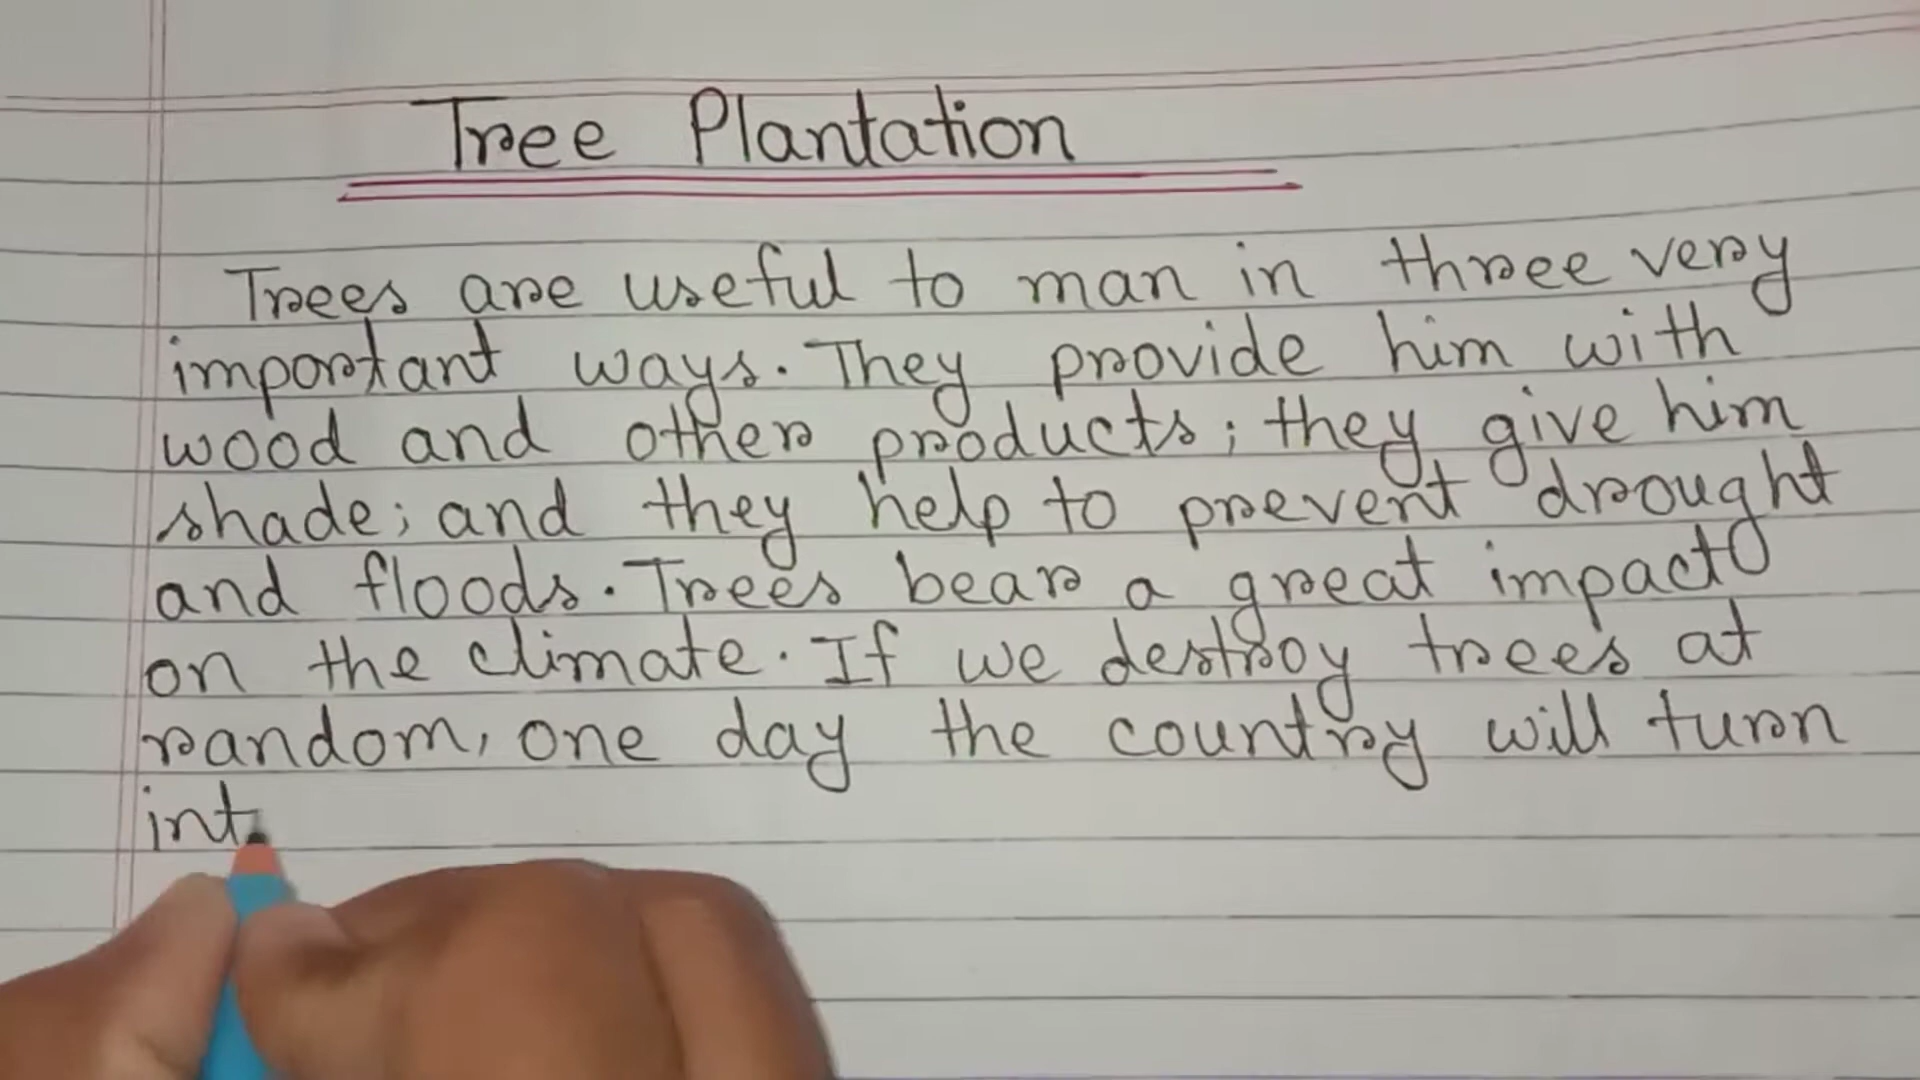 Tree Plantation
Trees are useful to man in three very
important ways. They provide him with
wood and other products; they give him
shade; and they help to prevent drought
and floods. Trees bear a great impact
on the climate. If we destroy trees at
random, one day the country will turn
int